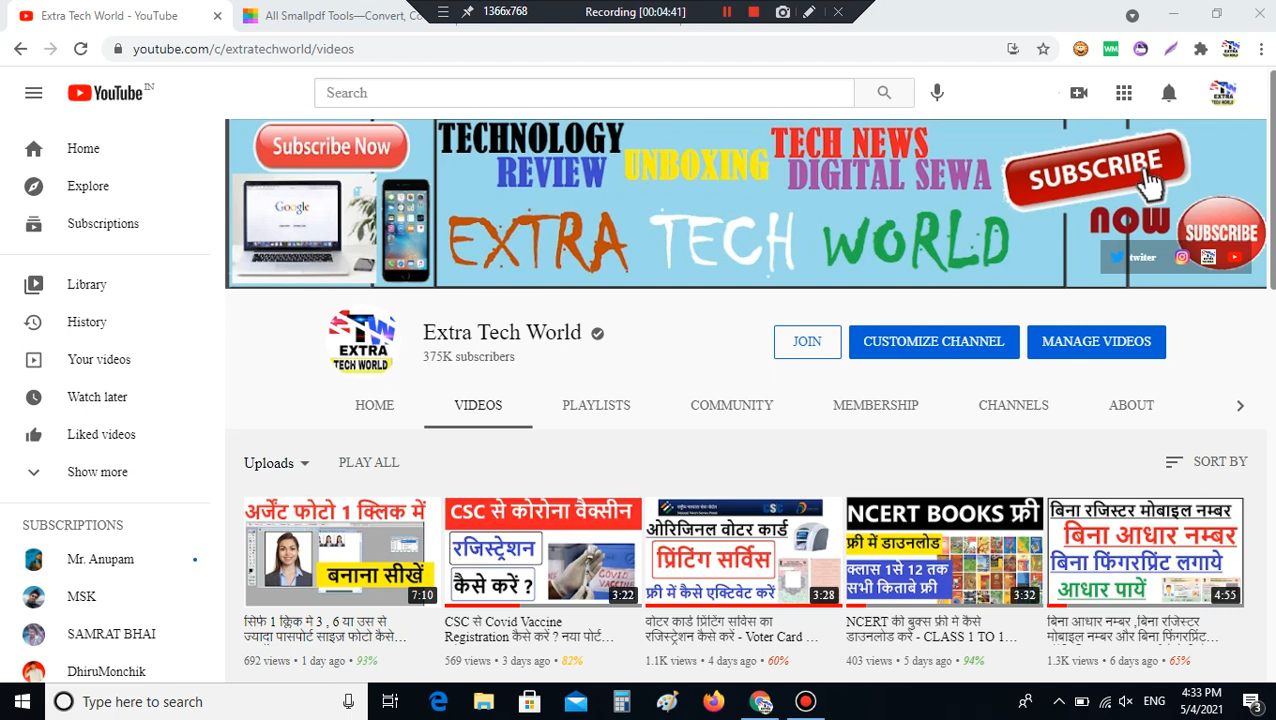 Extra Tech World - YouTube
All Smallpdf Tools—Convert, Co
1366x768
Recording [00:04:41]
youtube.com/c/extratechworld/videos
YouTube IN
Search
Home
Explore
Subscriptions
Library
History
Your videos
Watch later
Liked videos
Show more
SUBSCRIPTIONS
Mr. Anupam
MSK
SAMRAT BHAI
DhiruMonchik
Subscribe Now
Google
TECHNOLOGY
REVIEW
UNBOXING
TECH NEWS
DIGITAL SEWA
EXTRA TECH WORLD
SUBSCRIBE
NOW
SUBSCRIBE
twiter
EXTRA
TECH WORLD
Extra Tech World
375K subscribers
JOIN
CUSTOMIZE CHANNEL
MANAGE VIDEOS
HOME
VIDEOS
PLAYLISTS
COMMUNITY
MEMBERSHIP
CHANNELS
ABOUT
Uploads
PLAY ALL
SORT BY
अर्जेंट फोटो 1 क्लिक में
बनाना सीखें
7:10
सिर्फ 1 क्लिक में 3 , 6 या उस से
ज्यादा पासपोर्ट साइज़ फोटो कैसे...
692 views • 1 day ago • 93%
CSC से कोरोना वैक्सीन
रजिस्ट्रेशन
कैसे करें ?
3:22
CSC से Covid Vaccine
Registration कैसे करें ? नया पोर्ट...
569 views • 3 days ago • 82%
ओरिजिनल वोटर कार्ड
प्रिंटिंग सर्विस
फ्री में कैसे एक्टिवेट करें
3:28
वोटर कार्ड प्रिंटिंग सर्विस का
रजिस्ट्रेशन कैसे करें - Voter Card ...
1.1K views • 4 days ago • 60%
NCERT BOOKS फ्री
फ्री में डाउनलोड
क्लास 1से 12 तक
सभी किताबे फ्री
3:32
NCERT की बुक्स फ्री में कैसे
डाउनलोड करें - CLASS 1 TO 1...
403 views • 5 days ago • 94%
बिना रजिस्टर मोबाइल नम्बर
बिना आधार नम्बर
बिना फिंगरप्रिंट लगाये
आधार पायें
4:55
बिना आधार नम्बर ,बिना रजिस्टर
मोबाइल नम्बर और बिना फिंगरप्रिं...
1.3K views • 6 days ago • 65%
Type here to search
ENG
4:33 PM
5/4/2021
3